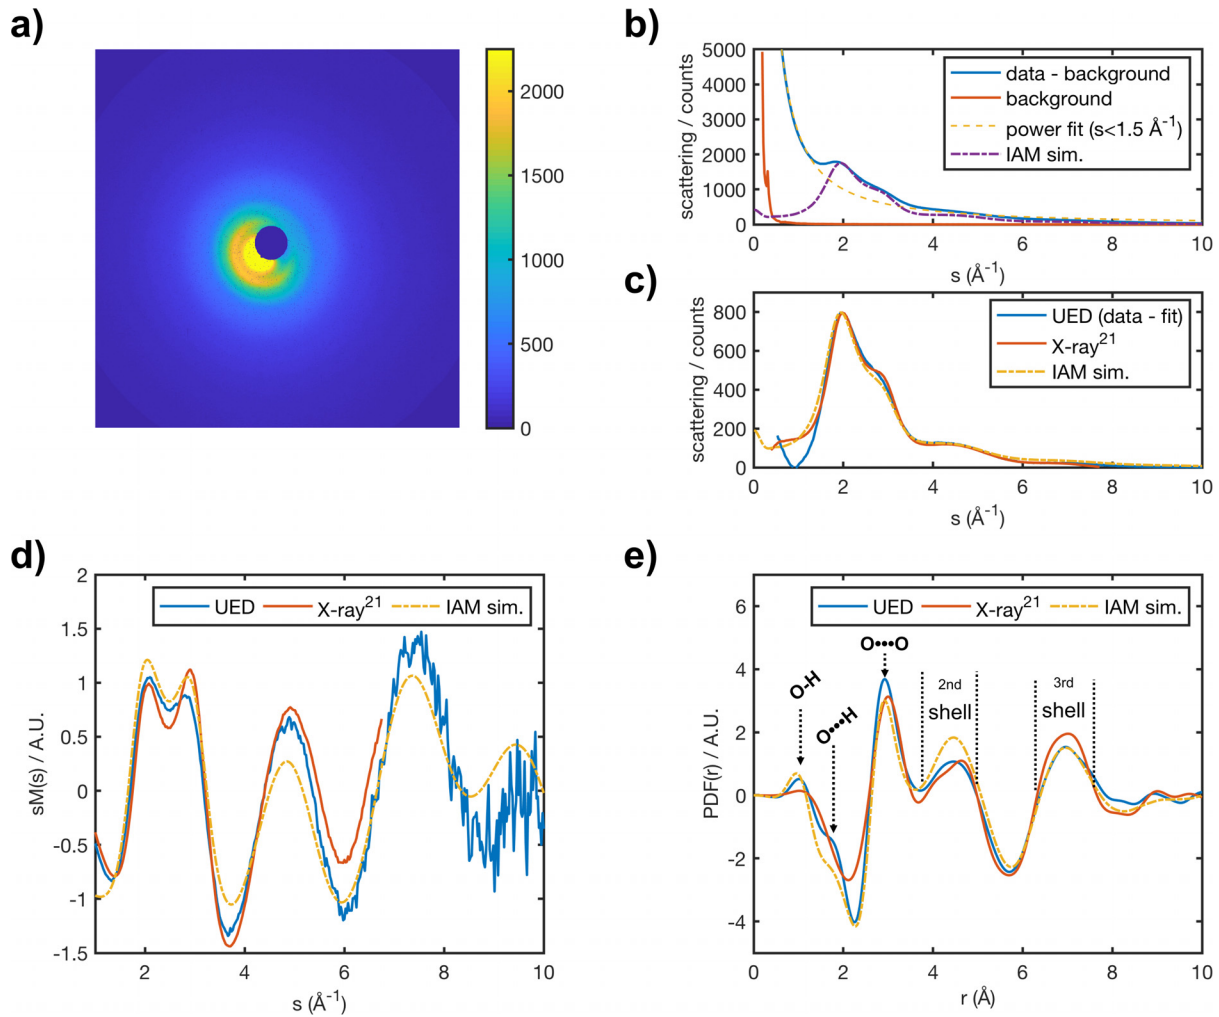 a)
2000
1500
1000
500
0
b)
5000
4000
3000
2000
1000
0
scattering / counts
data - background
background
power fit (s<1.5 Å-1)
IAM sim.
0 2 4 6 8 10
s (Å-1)
c)
800
600
400
200
0
scattering / counts
UED (data - fit)
X-ray21
IAM sim.
0 2 4 6 8 10
s (Å-1)
d)
2
1.5
1
0.5
0
-0.5
-1
-1.5
sM(s) / A.U.
UED X-ray21 IAM sim.
2 4 6 8 10
s (Å-1)
e)
6
4
2
0
-2
-4
PDF(r) / A.U.
UED X-ray21 IAM sim.
O•••O
O-H
O•••H
2nd
shell
3rd
shell
0 2 4 6 8 10
r (Å)